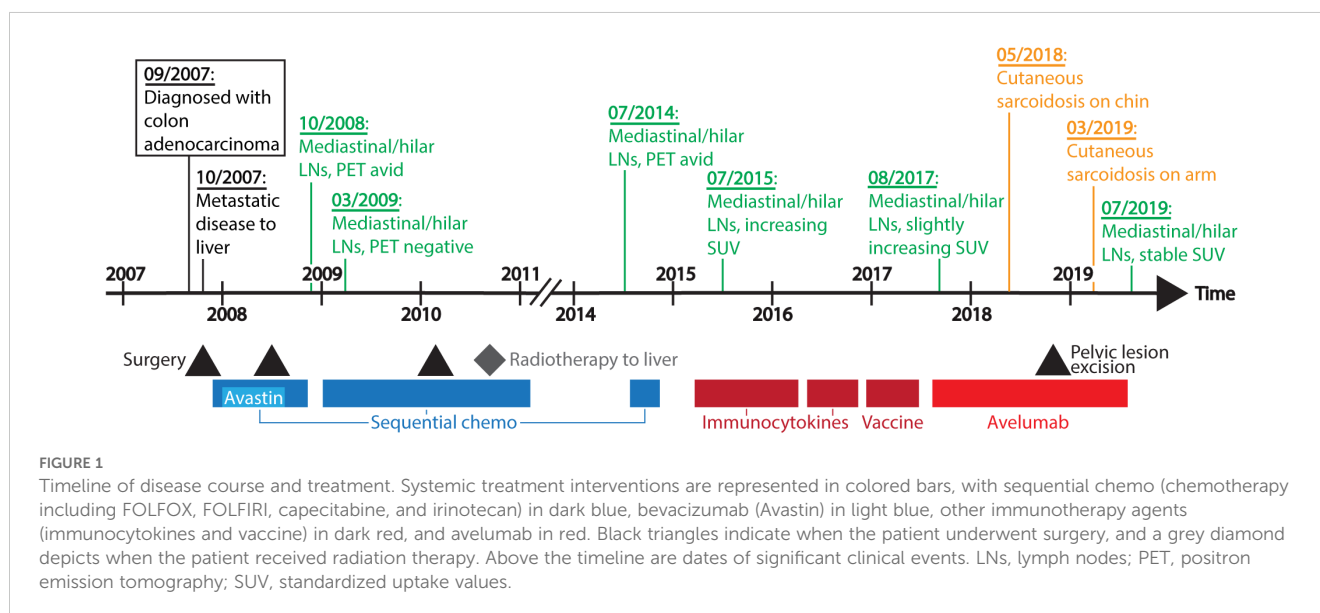 09/2007:
Diagnosed with
colon
adenocarcinoma
10/2007:
Metastatic
disease to
liver
10/2008:
Mediastinal/hilar
LNs, PET avid
03/2009:
Mediastinal/hilar
LNs, PET negative
07/2014:
Mediastinal/hilar
LNs, PET avid
07/2015:
Mediastinal/hilar
LNs, increasing
SUV
08/2017:
Mediastinal/hilar
LNs, slightly
increasing SUV
05/2018:
Cutaneous
sarcoidosis on chin
03/2019:
Cutaneous
sarcoidosis on arm
07/2019:
Mediastinal/hilar
LNs, stable SUV
2007 2009 2011 2015 2017 2019
Time
2008 2010 2014 2016 2018
Surgery
Radiotherapy to liver
Pelvic lesion
excision
Avastin
Sequential chemo
Immunocytokines
Vaccine
Avelumab
FIGURE 1
Timeline of disease course and treatment. Systemic treatment interventions are represented in colored bars, with sequential chemo (chemotherapy
including FOLFOX, FOLFIRI, capecitabine, and irinotecan) in dark blue, bevacizumab (Avastin) in light blue, other immunotherapy agents
(immunocytokines and vaccine) in dark red, and avelumab in red. Black triangles indicate when the patient underwent surgery, and a grey diamond
depicts when the patient received radiation therapy. Above the timeline are dates of significant clinical events. LNs, lymph nodes; PET, positron
emission tomography; SUV, standardized uptake values.